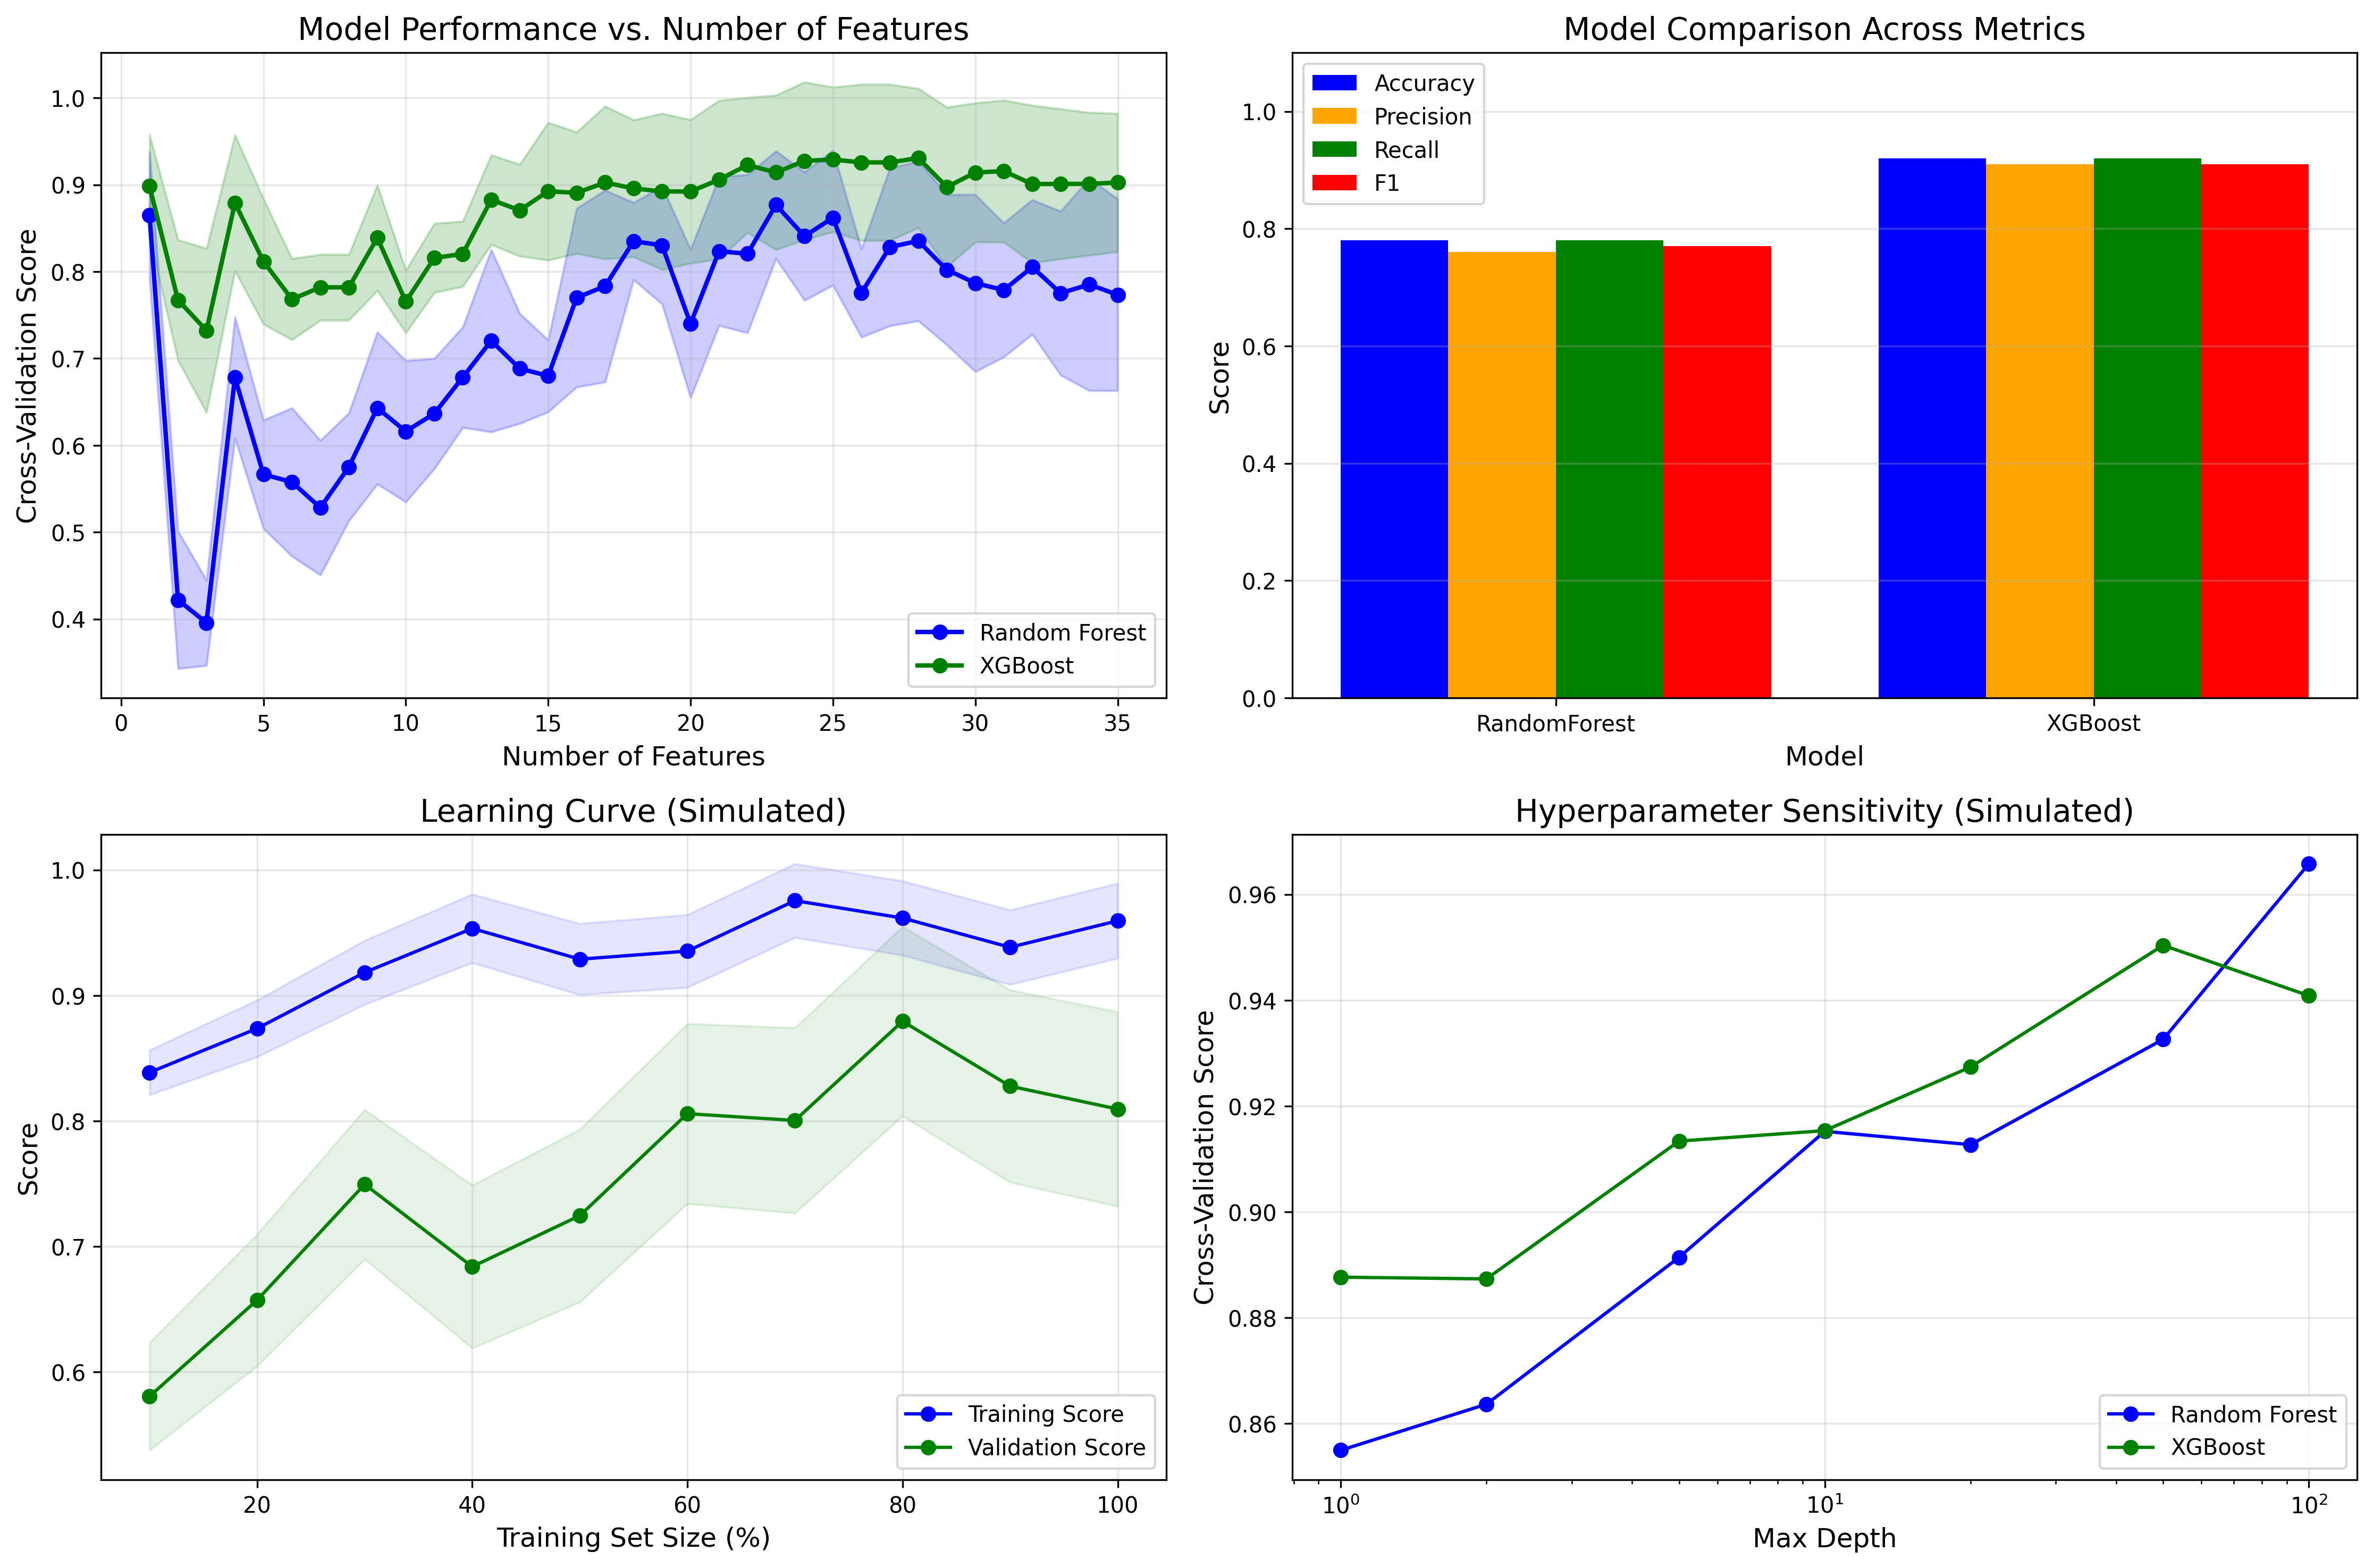 Model Performance vs. Number of Features
Cross-Validation Score
1.0
0.9
0.8
0.7
0.6
0.5
0.4
Random Forest
XGBoost
0 5 10 15 20 25 30 35
Number of Features
Model Comparison Across Metrics
Score
Accuracy
Precision
Recall
F1
1.0
0.8
0.6
0.4
0.2
0.0
RandomForest XGBoost
Model
Learning Curve (Simulated)
Score
1.0
0.9
0.8
0.7
0.6
Training Score
Validation Score
20 40 60 80 100
Training Set Size (%)
Hyperparameter Sensitivity (Simulated)
Cross-Validation Score
0.96
0.94
0.92
0.90
0.88
0.86
Random Forest
XGBoost
10⁰ 10¹ 10²
Max Depth